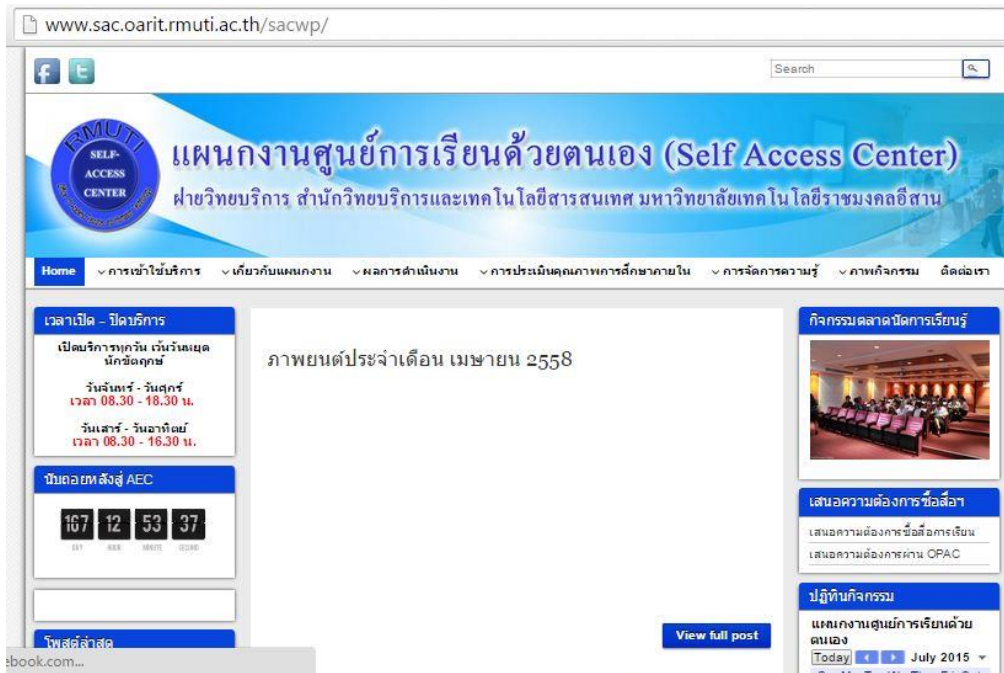 www.sac.oarit.rmuti.ac.th/sacwp/
Search
RMUTI
SELF-
ACCESS
CENTER
แผนกงานศูนย์การเรียนด้วยตนเอง (Self Access Center)
ฝ่ายวิทยบริการ สำนักวิทยบริการและเทคโนโลยีสารสนเทศ มหาวิทยาลัยเทคโนโลยีราชมงคลอีสาน
Home การเข้าใช้บริการ เกี่ยวกับแผนกงาน ผลการดำเนินงาน การประเมินคุณภาพการศึกษาภายใน การจัดการความรู้ ภาพกิจกรรม ติดต่อเรา
เวลาเปิด – ปิดบริการ
เปิดบริการทุกวัน เว้นวันหยุด
นักขัตฤกษ์
วันจันทร์ - วันศุกร์
เวลา 08.30 - 18.30 น.
วันเสาร์ - วันอาทิตย์
เวลา 08.30 - 16.30 น.
นับถอยหลังสู่ AEC
167 12 53 37
DAY HOUR MINUTE SECOND
โพสต์ล่าสุด
ebook.com...
ภาพยนต์ประจำเดือน เมษายน 2558
View full post
กิจกรรมตลาดนัดการเรียนรู้
เสนอความต้องการซื้อสื่อฯ
เสนอความต้องการซื้อสื่อการเรียน
เสนอความต้องการผ่าน OPAC
ปฏิทินกิจกรรม
แผนกงานศูนย์การเรียนด้วย
ตนเอง
Today July 2015